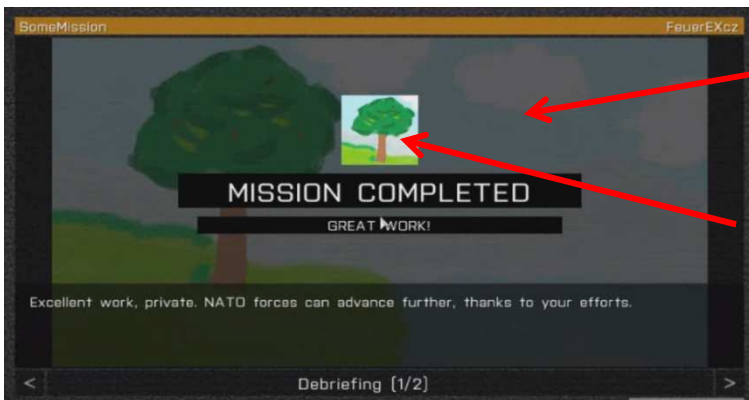 SomeMission
FeuerEXcz
MISSION COMPLETED
GREAT WORK!
Excellent work, private. NATO forces can advance further, thanks to your efforts.
< Debriefing [1/2] >